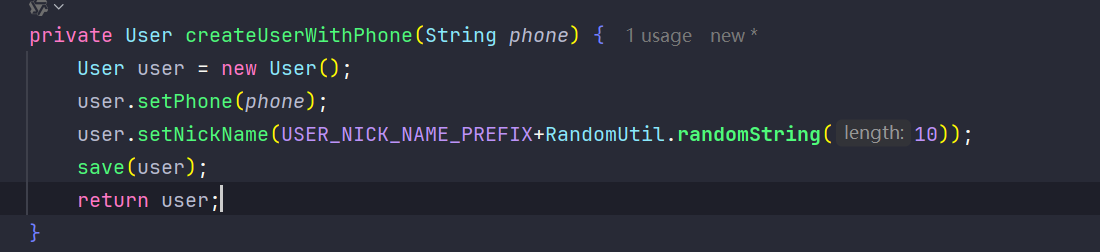 private User createUserWithPhone(String phone) { 1 usage new *
    User user = new User();
    user.setPhone(phone);
    user.setNickName(USER_NICK_NAME_PREFIX+RandomUtil.randomString( length: 10));
    save(user);
    return user;
}